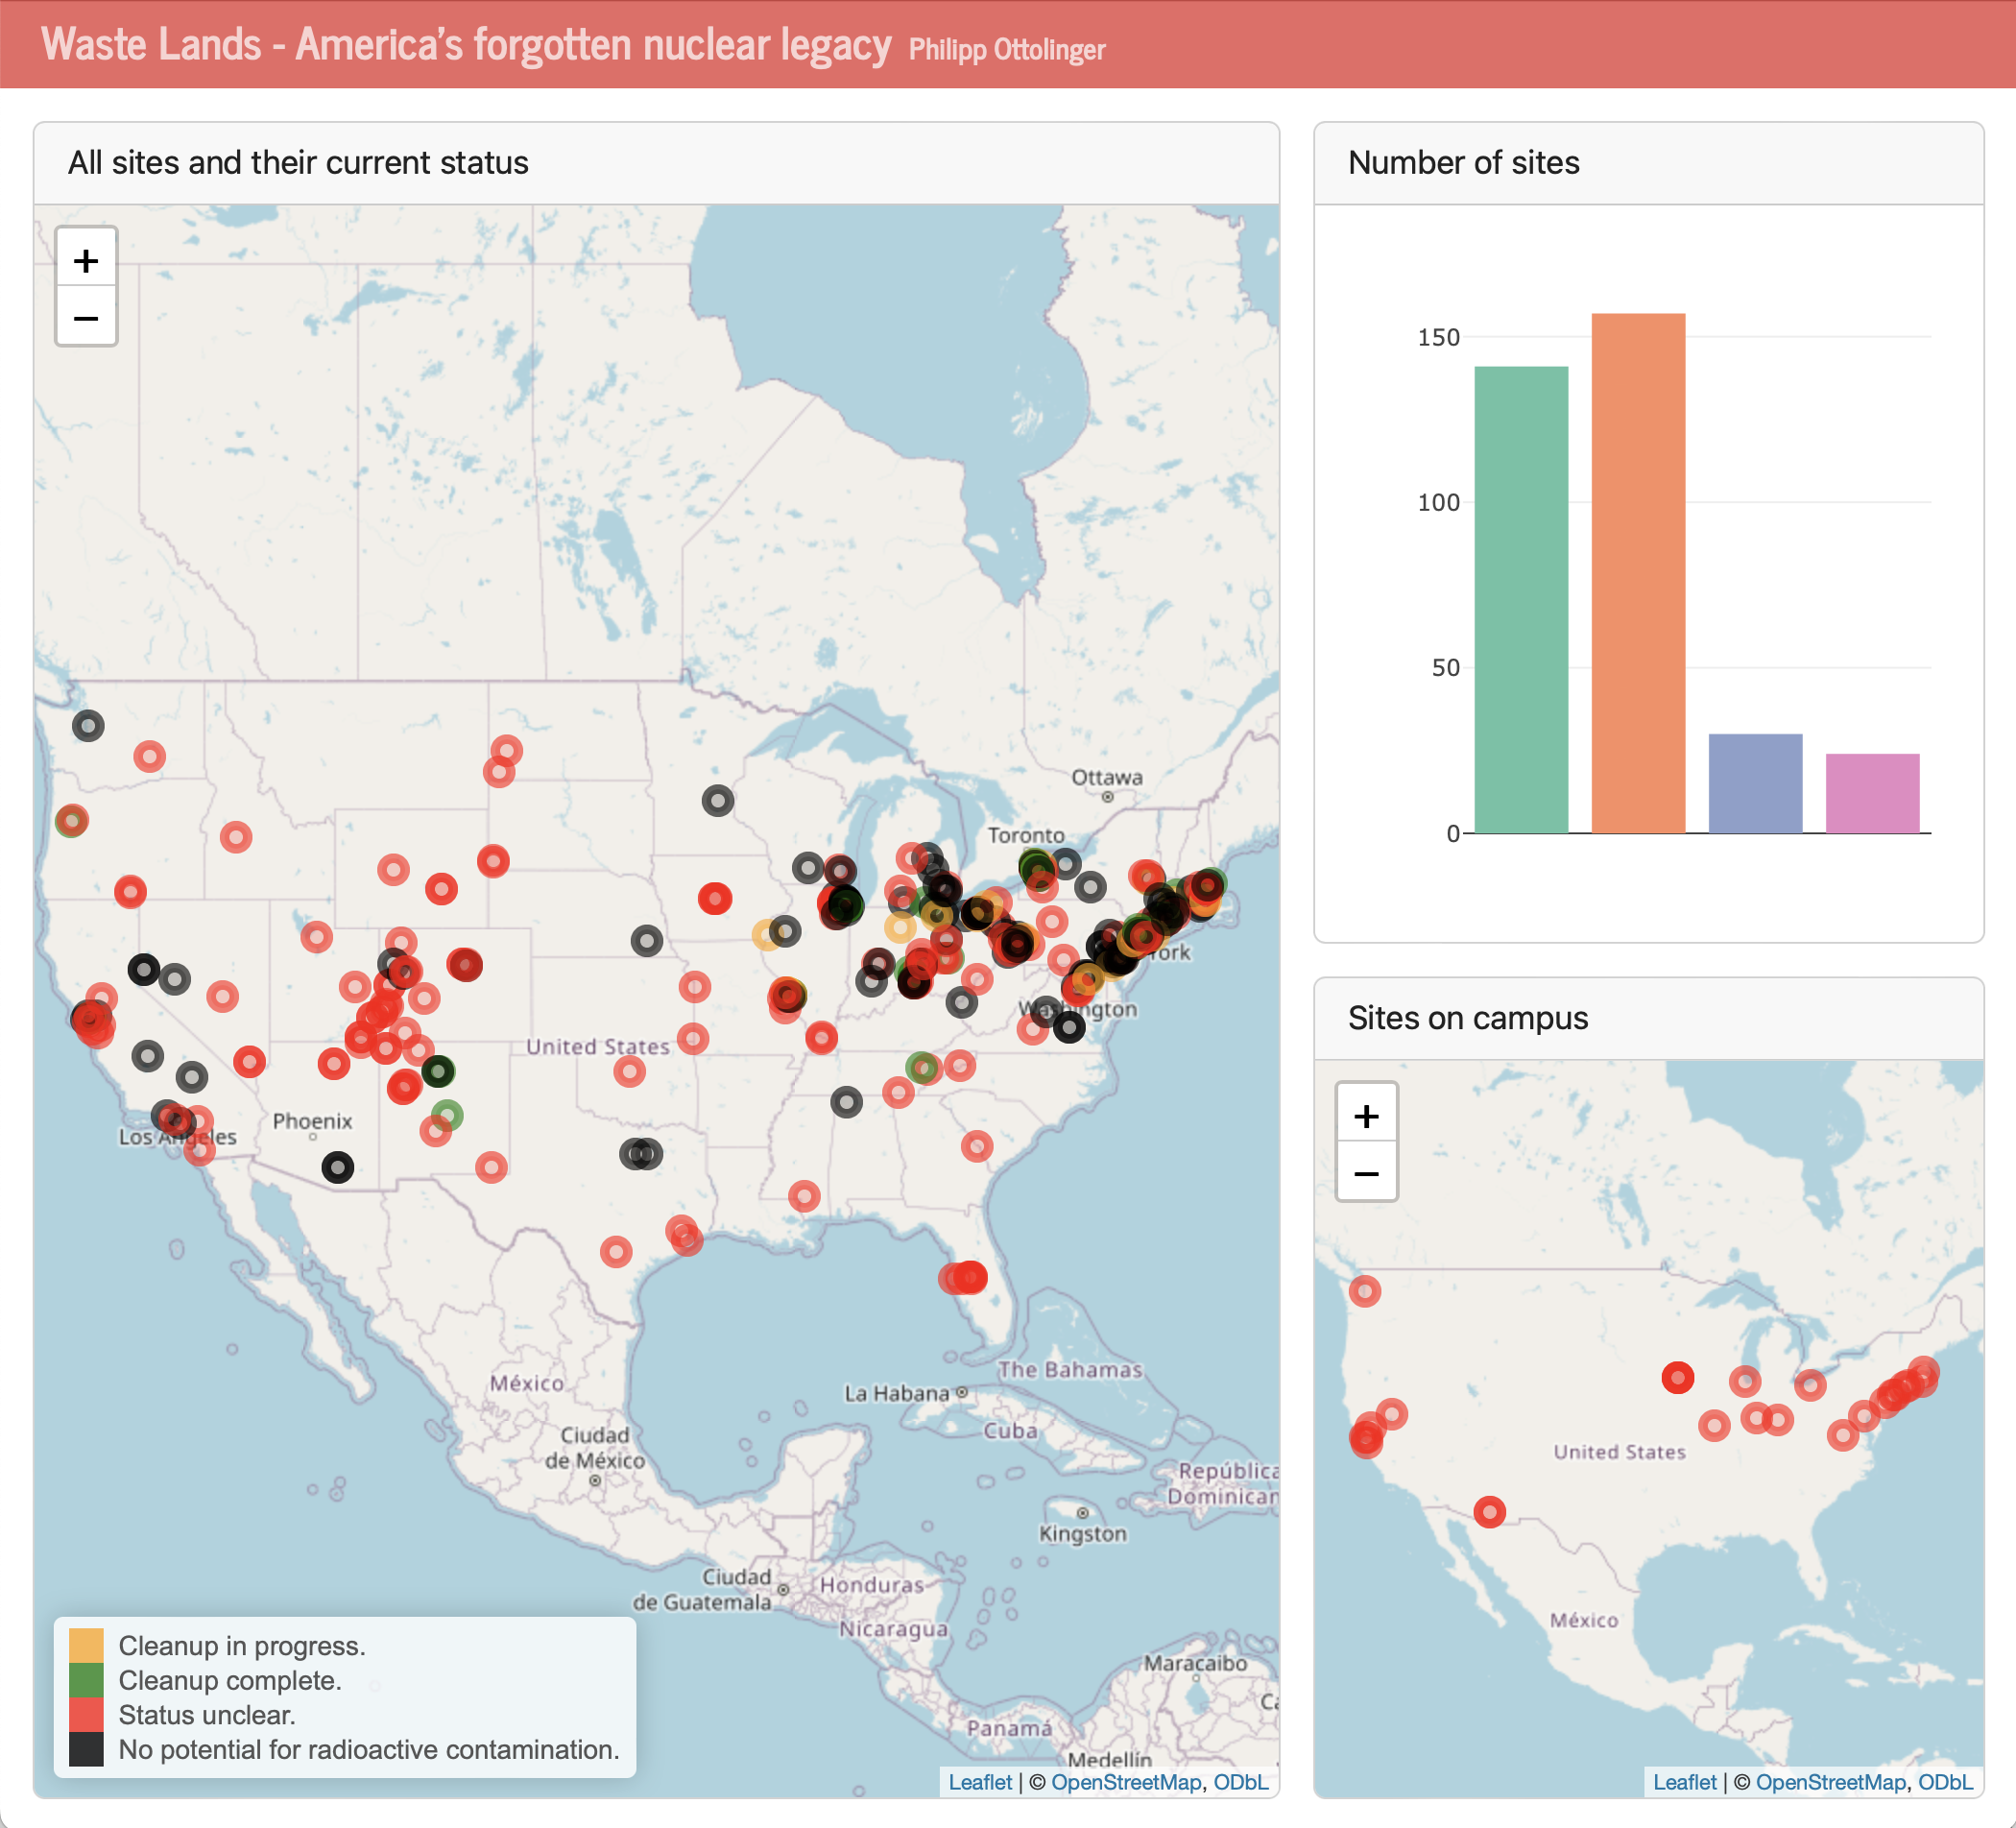 Waste Lands - America's forgotten nuclear legacy Philipp Ottolinger
All sites and their current status
+
−
Ottawa
Toronto
York
Washington
United States
Phoenix
Los Angeles
The Bahamas
La Habana
México
Cuba
Ciudad
de México
República
Dominican
Kingston
Ciudad
de Guatemala
Honduras
Nicaragua
Maracaibo
Ca
Panamá
Medellín
Cleanup in progress.
Cleanup complete.
Status unclear.
No potential for radioactive contamination.
Leaflet | © OpenStreetMap, ODbL
Number of sites
150
100
50
0
Sites on campus
+
−
United States
México
Leaflet | © OpenStreetMap, ODbL